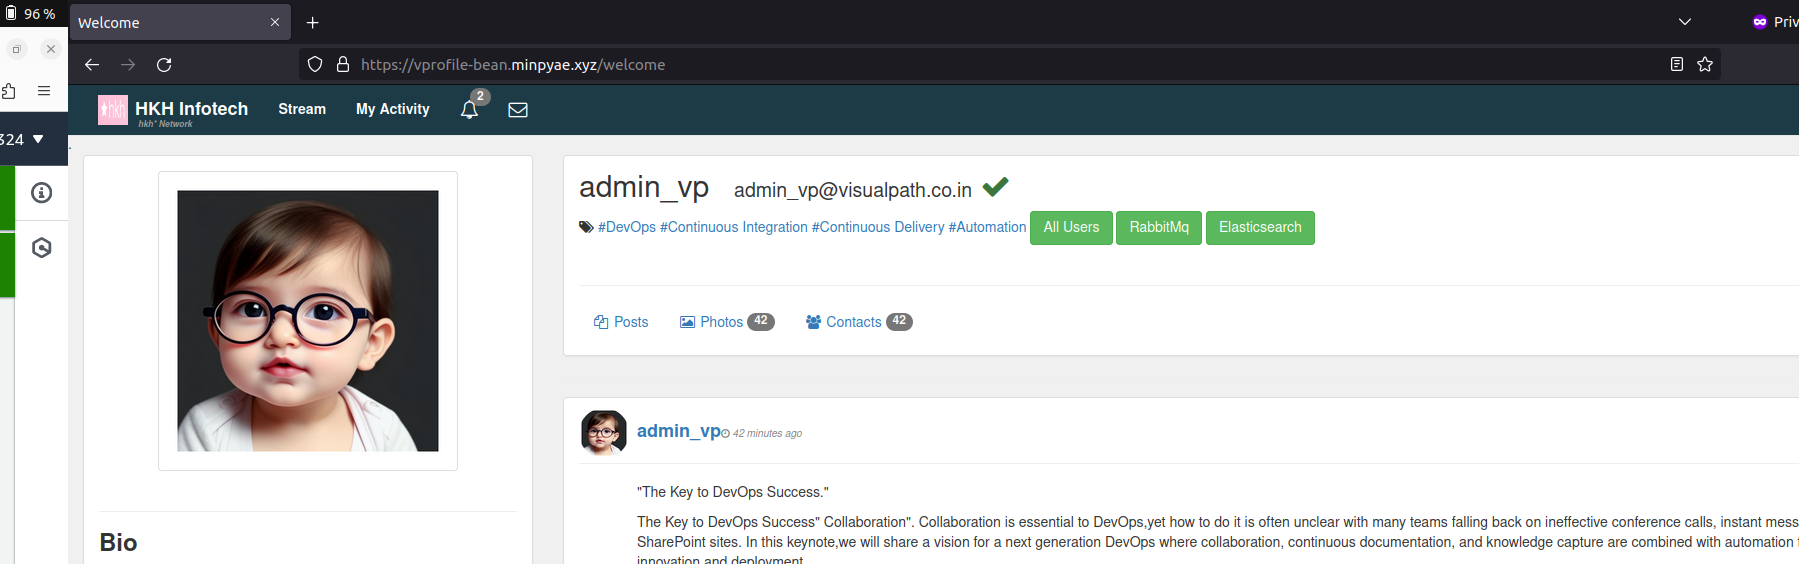 96 %
Welcome
Priv
https://vprofile-bean.minpyae.xyz/welcome
324
hkh
HKH Infotech
hkh' Network
Stream
My Activity
2
admin_vp admin_vp@visualpath.co.in
#DevOps #Continuous Integration #Continuous Delivery #Automation All Users RabbitMq Elasticsearch
Posts Photos 42 Contacts 42
admin_vp 42 minutes ago
"The Key to DevOps Success."
The Key to DevOps Success" Collaboration". Collaboration is essential to DevOps,yet how to do it is often unclear with many teams falling back on ineffective conference calls, instant mess
SharePoint sites. In this keynote,we will share a vision for a next generation DevOps where collaboration, continuous documentation, and knowledge capture are combined with automation
innovation and deployment
Bio